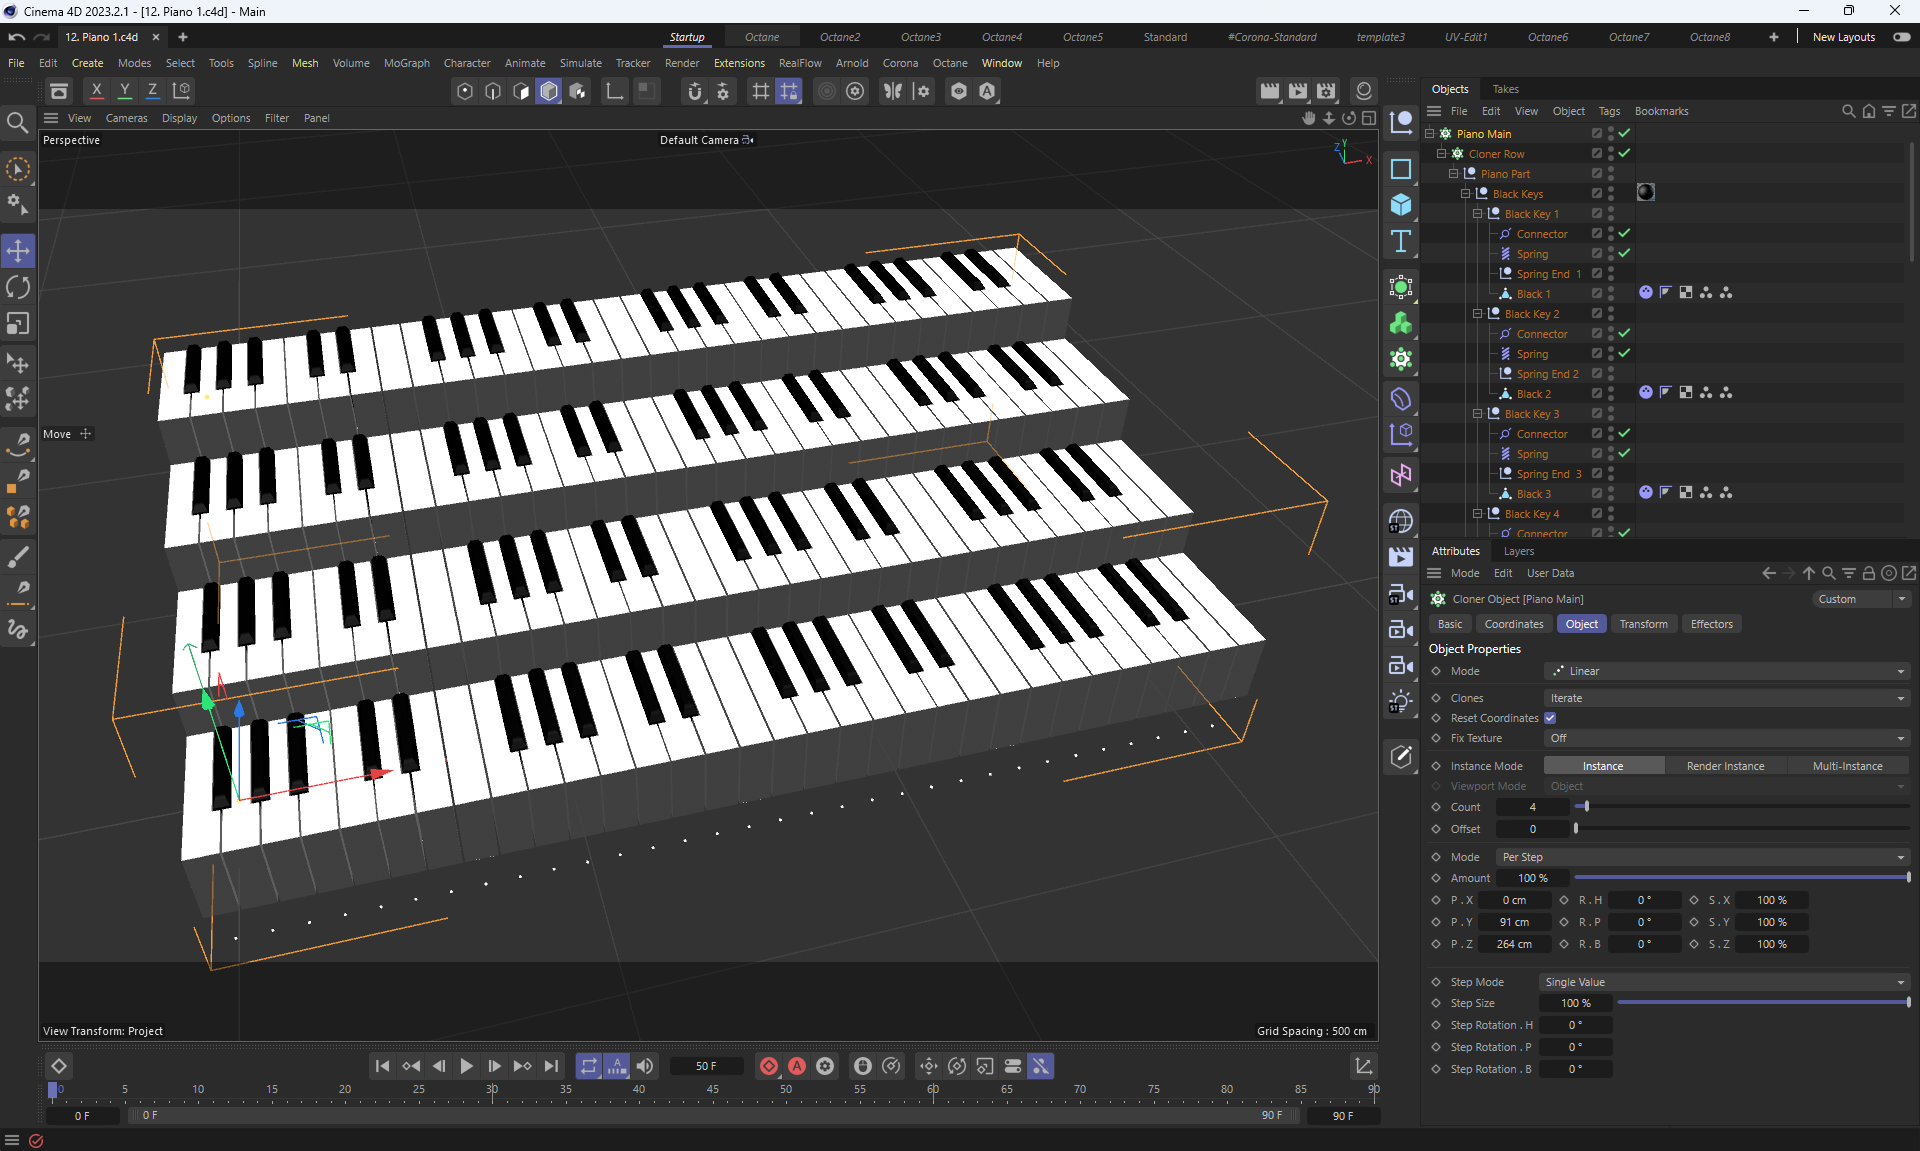 Cinema 4D 2023.2.1 - [12. Piano 1.c4d] - Main
12. Piano 1.c4d
Startup Octane Octane2 Octane3 Octane4 Octane5 Standard #Corona-Standard template3 UV-Edit1 Octane6 Octane7 Octane8 New Layouts
File Edit Create Modes Select Tools Spline Mesh Volume MoGraph Character Animate Simulate Tracker Render Extensions RealFlow Arnold Corona Octane Window Help
X Y Z
View Cameras Display Options Filter Panel
Perspective
Default Camera
Z Y X
Move
View Transform: Project
Grid Spacing : 500 cm
Objects Takes
File Edit View Object Tags Bookmarks
Piano Main
Cloner Row
Piano Part
Black Keys
Black Key 1
Connector
Spring
Spring End 1
Black 1
Black Key 2
Connector
Spring
Spring End 2
Black 2
Black Key 3
Connector
Spring
Spring End 3
Black 3
Black Key 4
Connector
Attributes Layers
Mode Edit User Data
Cloner Object [Piano Main]
Custom
Basic Coordinates Object Transform Effectors
Object Properties
Mode Linear
Clones Iterate
Reset Coordinates
Fix Texture Off
Instance Mode Instance Render Instance Multi-Instance
Viewport Mode Object
Count 4
Offset 0
Mode Per Step
Amount 100 %
P . X 0 cm R . H 0 ° S . X 100 %
P . Y 91 cm R . P 0 ° S . Y 100 %
P . Z 264 cm R . B 0 ° S . Z 100 %
Step Mode Single Value
Step Size 100 %
Step Rotation . H 0 °
Step Rotation . P 0 °
Step Rotation . B 0 °
50 F
0 5 10 15 20 25 30 35 40 45 50 55 60 65 70 75 80 85 90
0 F 0 F 90 F 90 F